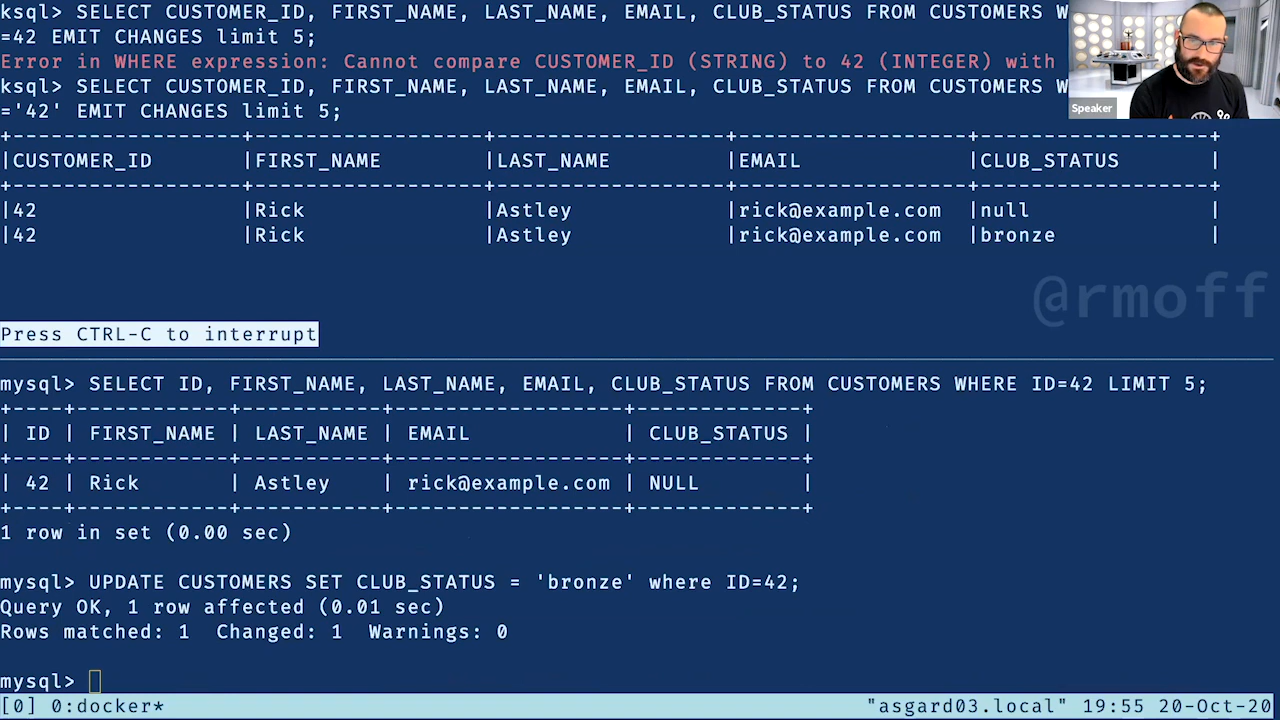 ksql> SELECT CUSTOMER_ID, FIRST_NAME, LAST_NAME, EMAIL, CLUB_STATUS FROM CUSTOMERS W
=42 EMIT CHANGES limit 5;
Error in WHERE expression: Cannot compare CUSTOMER_ID (STRING) to 42 (INTEGER) with
ksql> SELECT CUSTOMER_ID, FIRST_NAME, LAST_NAME, EMAIL, CLUB_STATUS FROM CUSTOMERS W
='42' EMIT CHANGES limit 5;
Speaker
+------------------+------------------+------------------+------------------+------------------+
|CUSTOMER_ID |FIRST_NAME |LAST_NAME |EMAIL |CLUB_STATUS |
+------------------+------------------+------------------+------------------+------------------+
|42 |Rick |Astley |rick@example.com |null |
|42 |Rick |Astley |rick@example.com |bronze |
@rmoff
Press CTRL-C to interrupt
mysql> SELECT ID, FIRST_NAME, LAST_NAME, EMAIL, CLUB_STATUS FROM CUSTOMERS WHERE ID=42 LIMIT 5;
+----+------------+-----------+------------------+-------------+
| ID | FIRST_NAME | LAST_NAME | EMAIL | CLUB_STATUS |
+----+------------+-----------+------------------+-------------+
| 42 | Rick | Astley | rick@example.com | NULL |
+----+------------+-----------+------------------+-------------+
1 row in set (0.00 sec)
mysql> UPDATE CUSTOMERS SET CLUB_STATUS = 'bronze' where ID=42;
Query OK, 1 row affected (0.01 sec)
Rows matched: 1 Changed: 1 Warnings: 0
mysql>
[0] 0:docker* "asgard03.local" 19:55 20-Oct-20